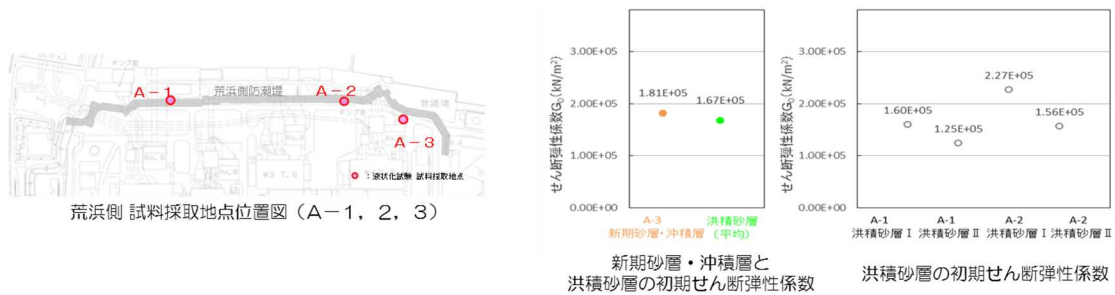 A-1
荒浜側防潮堤
A-2
A-3
：液状化試験 試料採取地点
荒浜側 試料採取地点位置図（A－1，2，3）
せん断弾性係数G₀(kN/m²)
3.00E+05
2.00E+05
1.00E+05
0.00E+00
1.81E+05
1.67E+05
A-3
新期砂層・沖積層
洪積砂層
(平均)
新期砂層・沖積層と
洪積砂層の初期せん断弾性係数
せん断弾性係数G₀(kN/m²)
3.00E+05
2.00E+05
1.00E+05
0.00E+00
1.60E+05
1.25E+05
2.27E+05
1.56E+05
A-1
洪積砂層Ⅰ
A-1
洪積砂層Ⅱ
A-2
洪積砂層Ⅰ
A-2
洪積砂層Ⅱ
洪積砂層の初期せん断弾性係数